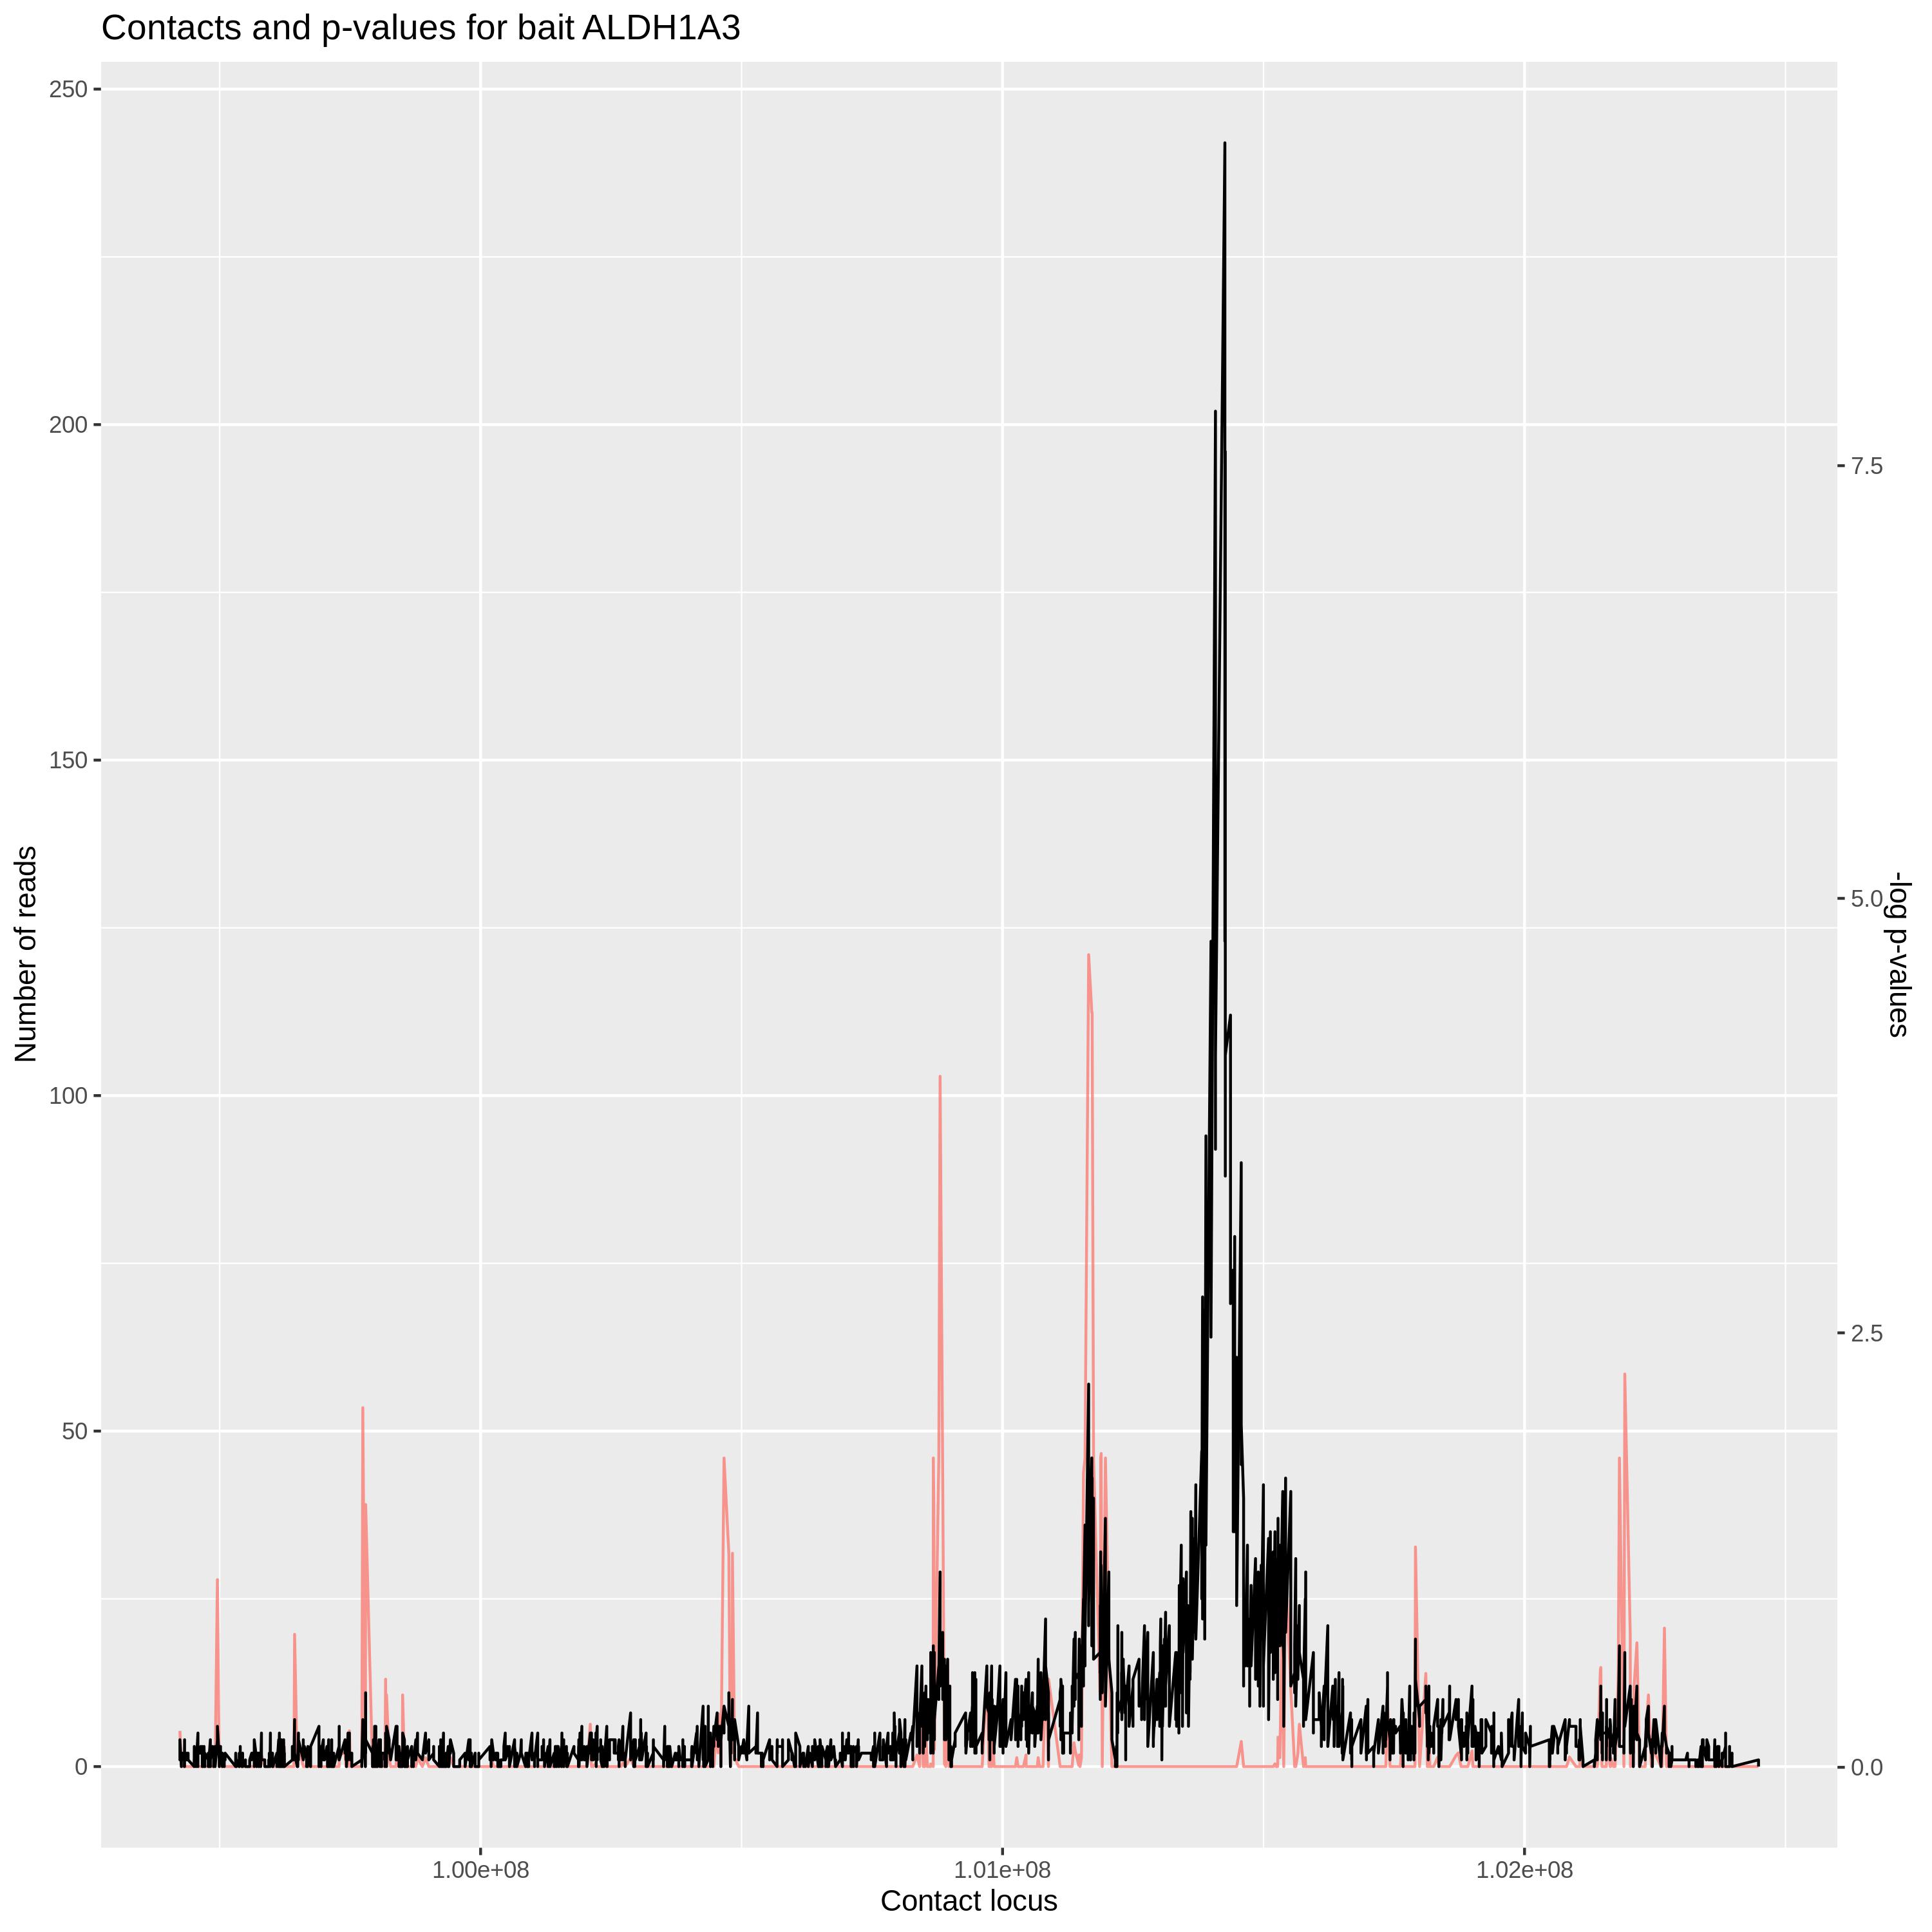 Contacts and p-values for bait ALDH1A3
250
200
150
100
50
0
Number of reads
7.5
5.0
2.5
0.0
-log p-values
1.00e+08
1.01e+08
1.02e+08
Contact locus